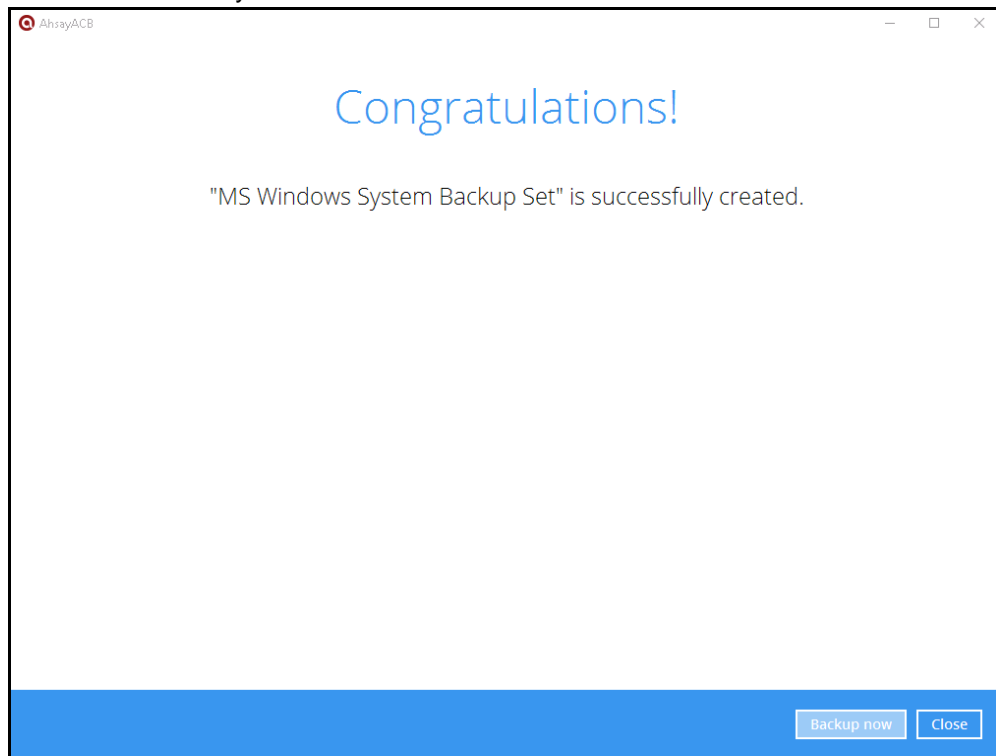 AhsayACB
Congratulations!
"MS Windows System Backup Set" is successfully created.
Backup now
Close